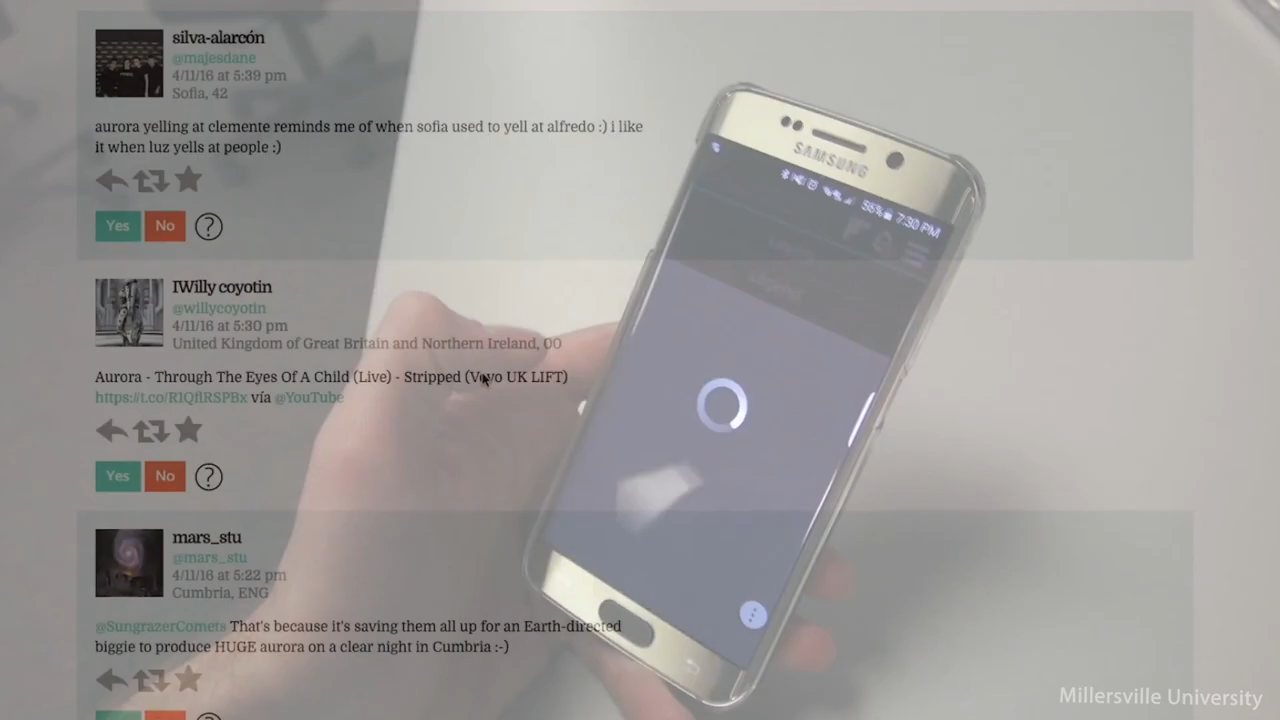 silva-alarcón
@majesdane
4/11/16 at 5:39 pm
Sofia, 42
aurora yelling at clemente reminds me of when sofia used to yell at alfredo :) i like
it when luz yells at people :)
Yes No ?
IWilly coyotin
@willycoyotin
4/11/16 at 5:30 pm
United Kingdom of Great Britain and Northern Ireland, 00
Aurora - Through The Eyes Of A Child (Live) - Stripped (Vevo UK LIFT)
https://t.co/RlQflRSPBx vía @YouTube
Yes No ?
mars_stu
@mars_stu
4/11/16 at 5:22 pm
Cumbria, ENG
@SungrazerComets That's because it's saving them all up for an Earth-directed
biggie to produce HUGE aurora on a clear night in Cumbria :-)
SAMSUNG
56% 7:30 PM
Millersville University